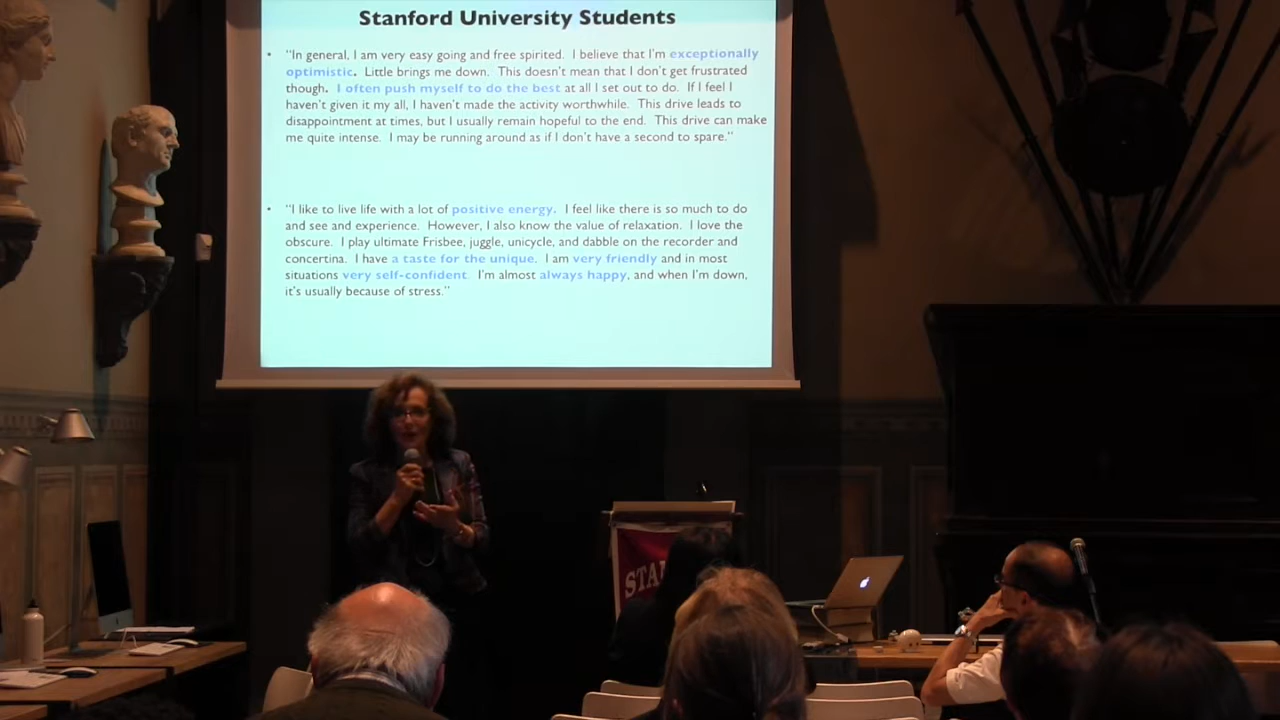 Stanford University Students
• "In general, I am very easy going and free spirited. I believe that I'm exceptionally
optimistic. Little brings me down. This doesn't mean that I don't get frustrated
though. I often push myself to do the best at all I set out to do. If I feel I
haven't given it my all, I haven't made the activity worthwhile. This drive leads to
disappointment at times, but I usually remain hopeful to the end. This drive can make
me quite intense. I may be running around as if I don't have a second to spare."
• "I like to live life with a lot of positive energy. I feel like there is so much to do
and see and experience. However, I also know the value of relaxation. I love the
obscure. I play ultimate Frisbee, juggle, unicycle, and dabble on the recorder and
concertina. I have a taste for the unique. I am very friendly and in most
situations very self-confident. I'm almost always happy, and when I'm down,
it's usually because of stress."
STA